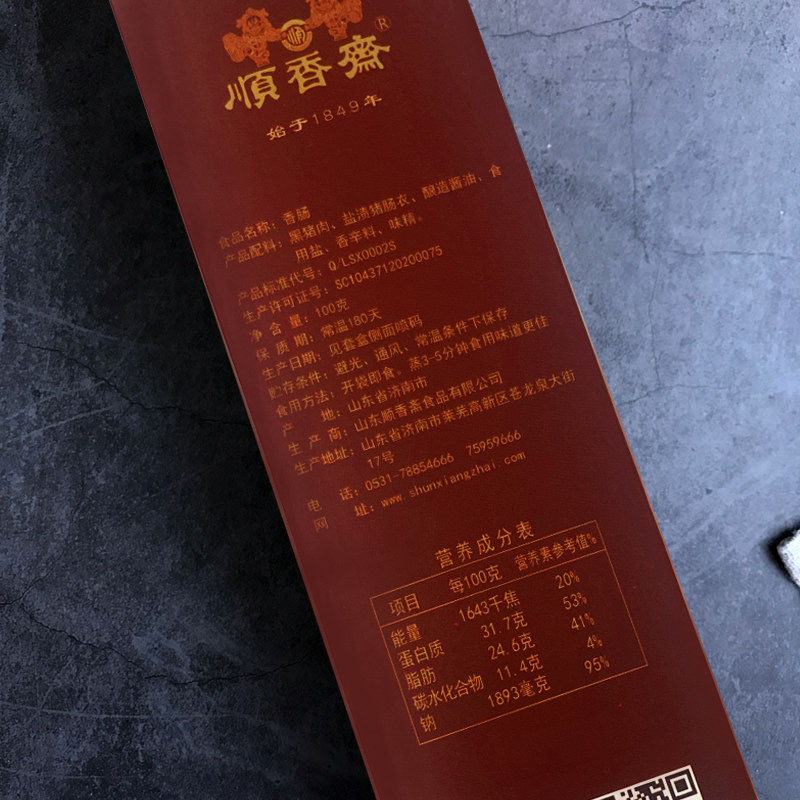 順
順香齋®
始于1849年
食品名称：香肠
产品配料：黑猪肉、盐渍猪肠衣、酿造酱油、食
用盐、香辛料、味精。
产品标准代号：Q/LSX0002S
生产许可证号：SC10437120200075
净含量：100克
保质期：常温180天
生产日期：见套盒侧面喷码
贮存条件：避光、通风、常温条件下保存
食用方法：开袋即食。蒸3-5分钟食用味道更佳
产地：山东省济南市
生产商：山东顺香斋食品有限公司
生产地址：山东省济南市莱芜高新区苍龙泉大街
17号
电话：0531-78854666 75959666
网址：www.shunxiangzhai.com
营养成分表
项目 每100克 营养素参考值%
能量 1643千焦 20%
蛋白质 31.7克 53%
脂肪 24.6克 41%
碳水化合物 11.4克 4%
钠 1893毫克 95%